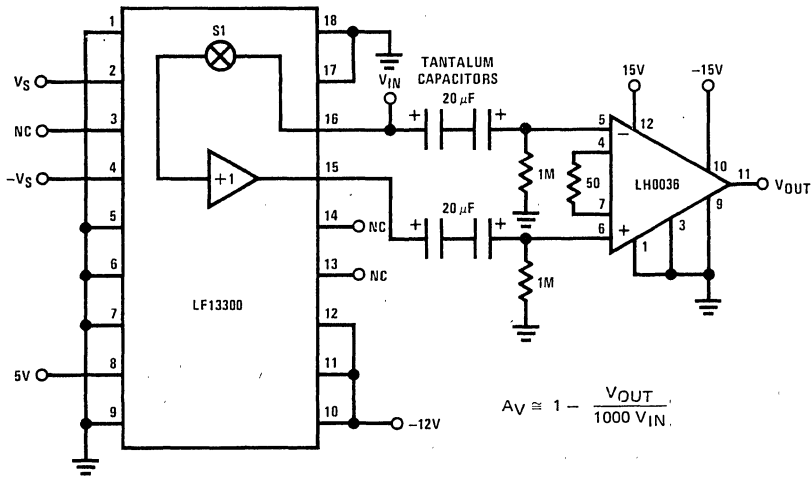 1
2
3
4
5
6
7
8
9
VS
NC
-VS
5V
S1
+1
LF13300
18
17
16
15
14
13
12
11
10
NC
NC
-12V
VIN
TANTALUM
CAPACITORS
20 μF
+ +
1M
20 μF
+ +
1M
15V
-15V
5
4
7
6
50
−
+
12
10
11
9
1
3
LH0036
VOUT
AV ≅ 1 − VOUT / 1000 VIN